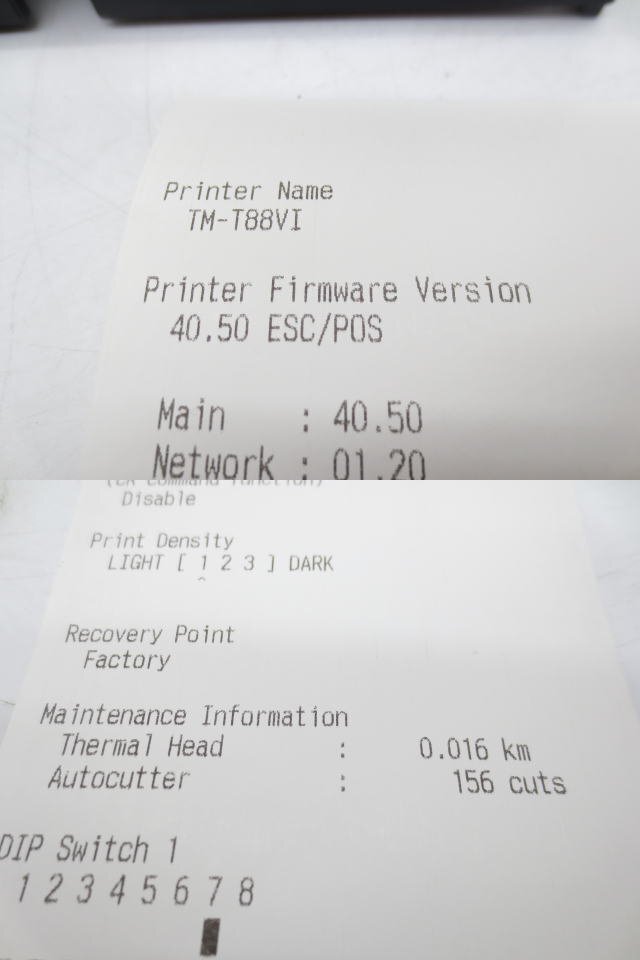 Printer Name
TM-T88VI
Printer Firmware Version
40.50 ESC/POS
Main : 40.50
Network : 01.20
Disable
Print Density
LIGHT [ 1 2 3 ] DARK
^
Recovery Point
Factory
Maintenance Information
Thermal Head : 0.016 km
Autocutter : 156 cuts
DIP Switch 1
1 2 3 4 5 6 7 8